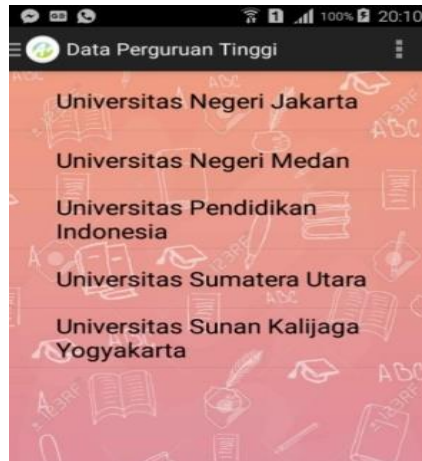 100% 20:10
Data Perguruan Tinggi
Universitas Negeri Jakarta
Universitas Negeri Medan
Universitas Pendidikan
Indonesia
Universitas Sumatera Utara
Universitas Sunan Kalijaga
Yogyakarta